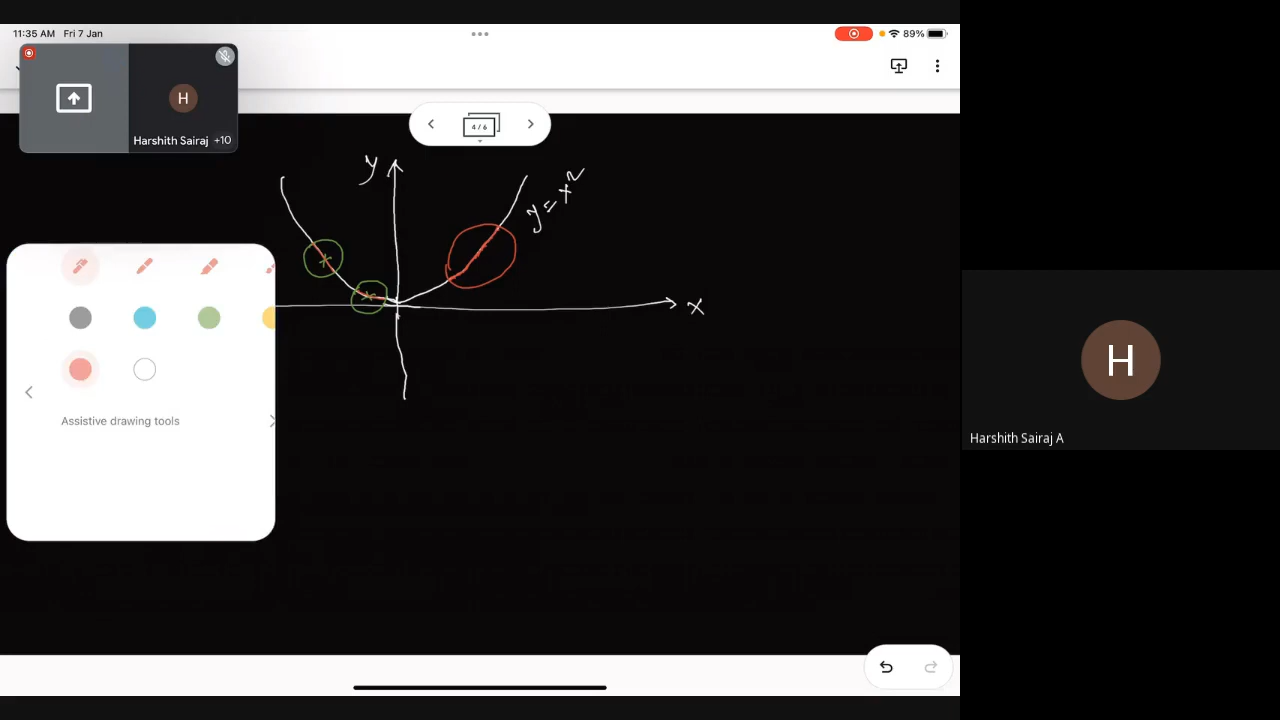 11:35 AM Fri 7 Jan
89%
H
Harshith Sairaj +10
4 / 6
y
y = x²
x
Assistive drawing tools
H
Harshith Sairaj A